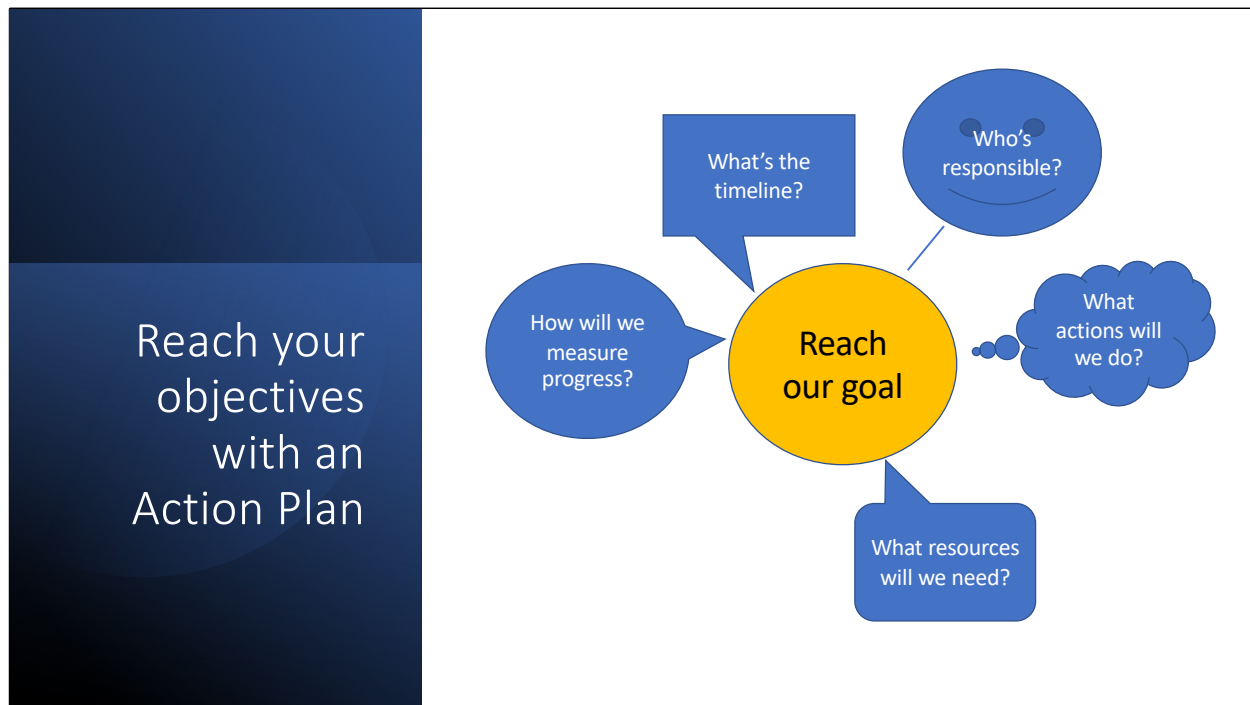 Reach your
objectives
with an
Action Plan
What’s the
timeline?
Who’s
responsible?
How will we
measure
progress?
Reach
our goal
What
actions will
we do?
What resources
will we need?